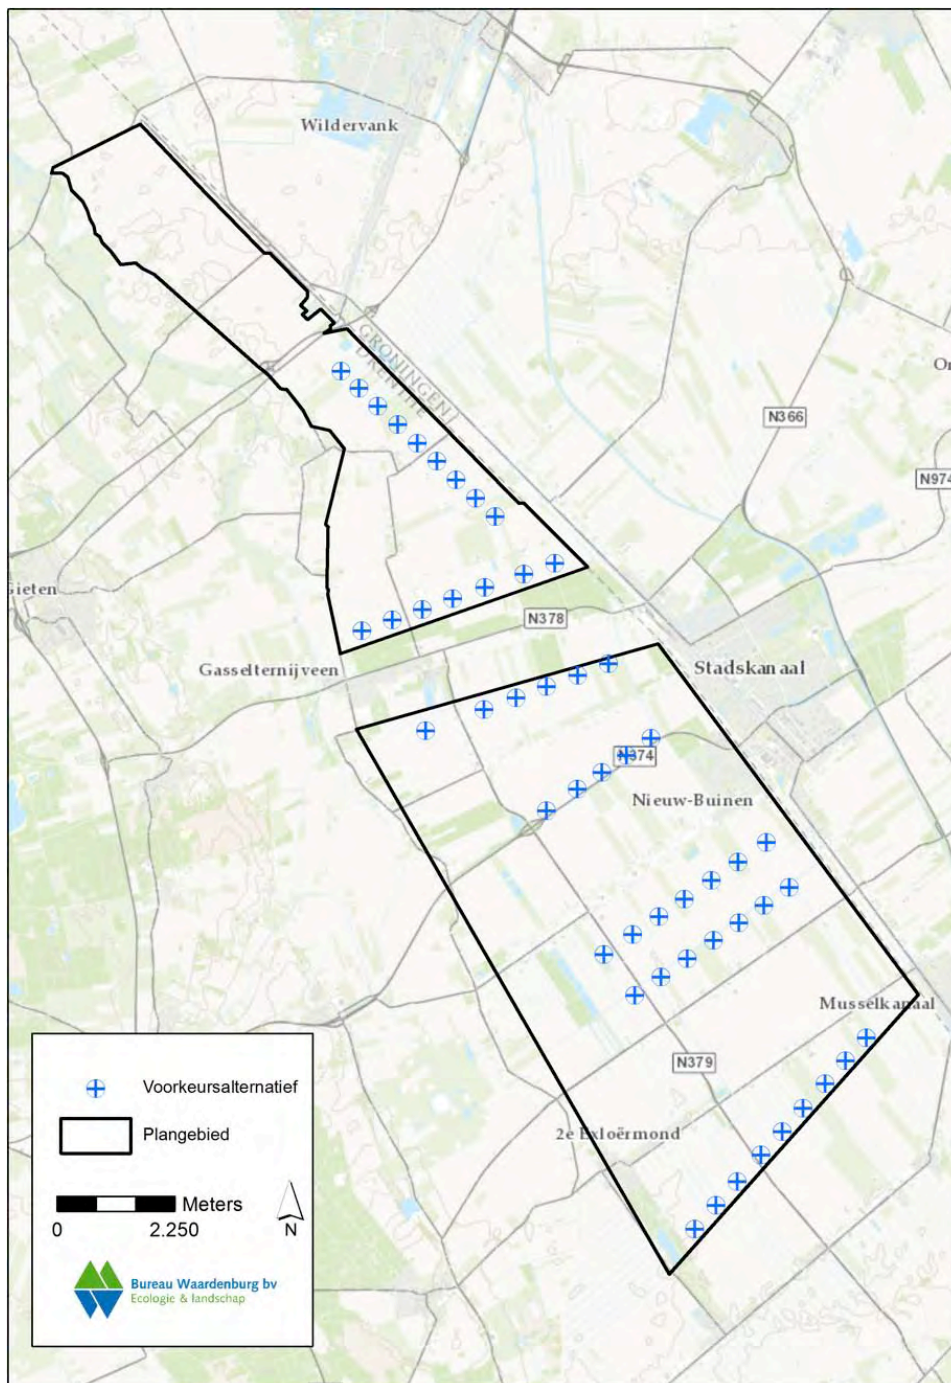 Wildervank
GRONINGEN
DRENTHE
N366
N974
Gieten
N378
Gasselternijveen
Stadskanaal
N374
Nieuw-Buinen
Musselkanaal
N379
2e Exloërmond
Voorkeursalternatief
Plangebied
Meters
0 2.250
N
Bureau Waardenburg bv
Ecologie & landschap